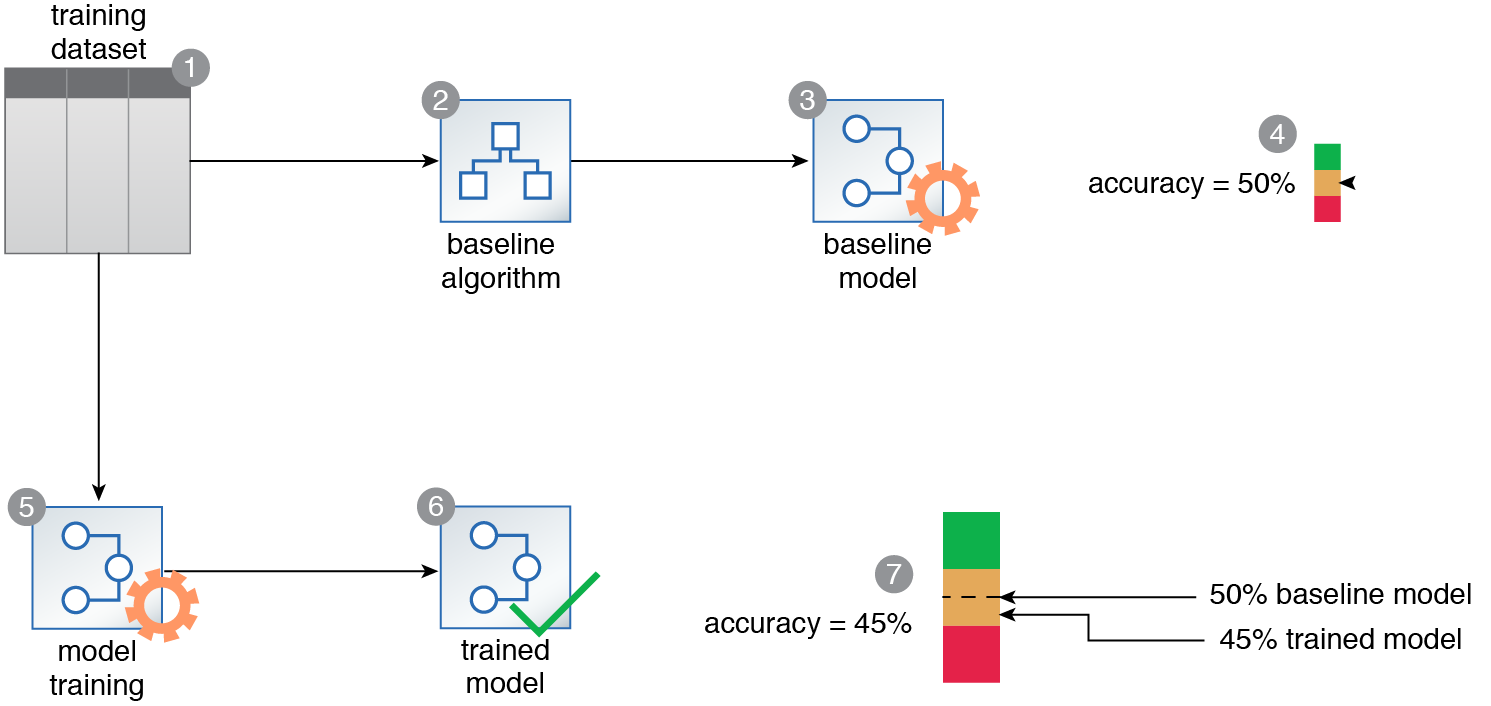 training
dataset
1
2
baseline
algorithm
3
baseline
model
4
accuracy = 50%
5
model
training
6
trained
model
7
accuracy = 45%
50% baseline model
45% trained model